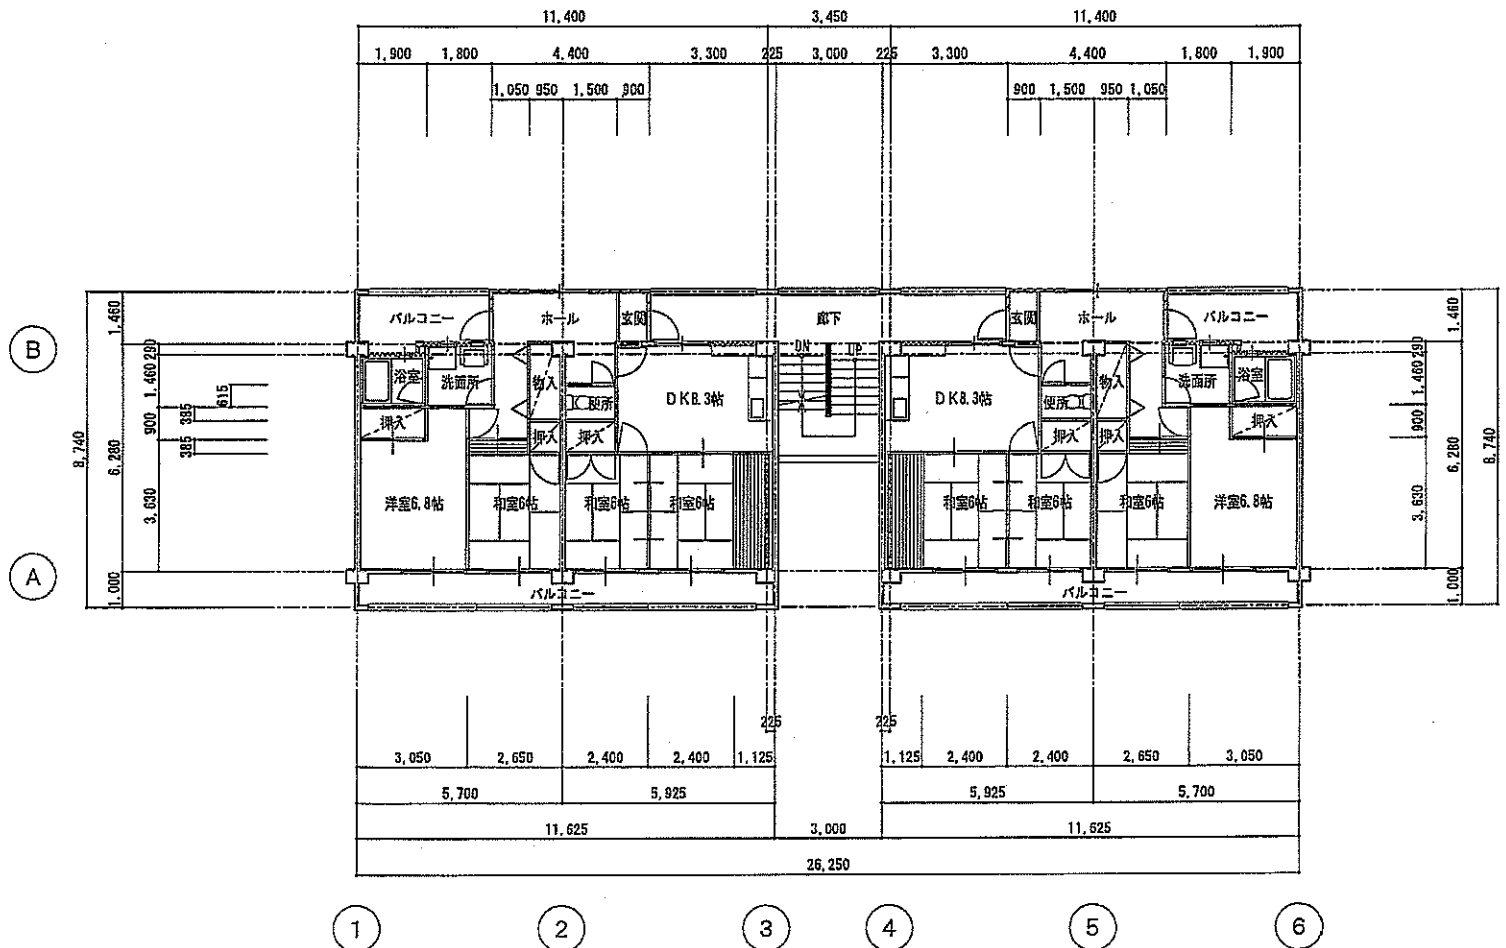 11,400 3,450 11,400
1,900 1,800 4,400 3,300 225 3,000 225 3,300 4,400 1,800 1,900
1,050 950 1,500 900 900 1,500 950 1,050
バルコニー ホール 玄関 廊下 玄関 ホール バルコニー
B
1,460 1,460
DN UP
290 290
浴室 洗面所 物入 便所 DK8.3帖 DK8.3帖 便所 物入 洗面所 浴室
1,460 615 1,460
押入 押入 押入 押入 押入 押入
900 385 385 900
8,740 6,280 6,280 8,740
洋室6.8帖 和室6帖 和室6帖 和室6帖 和室6帖 和室6帖 和室6帖 洋室6.8帖
3,630 3,630
A
1,000 1,000
バルコニー バルコニー
225 225
3,050 2,650 2,400 2,400 1,125 1,125 2,400 2,400 2,650 3,050
5,700 5,925 5,925 5,700
11,625 3,000 11,625
26,250
1 2 3 4 5 6